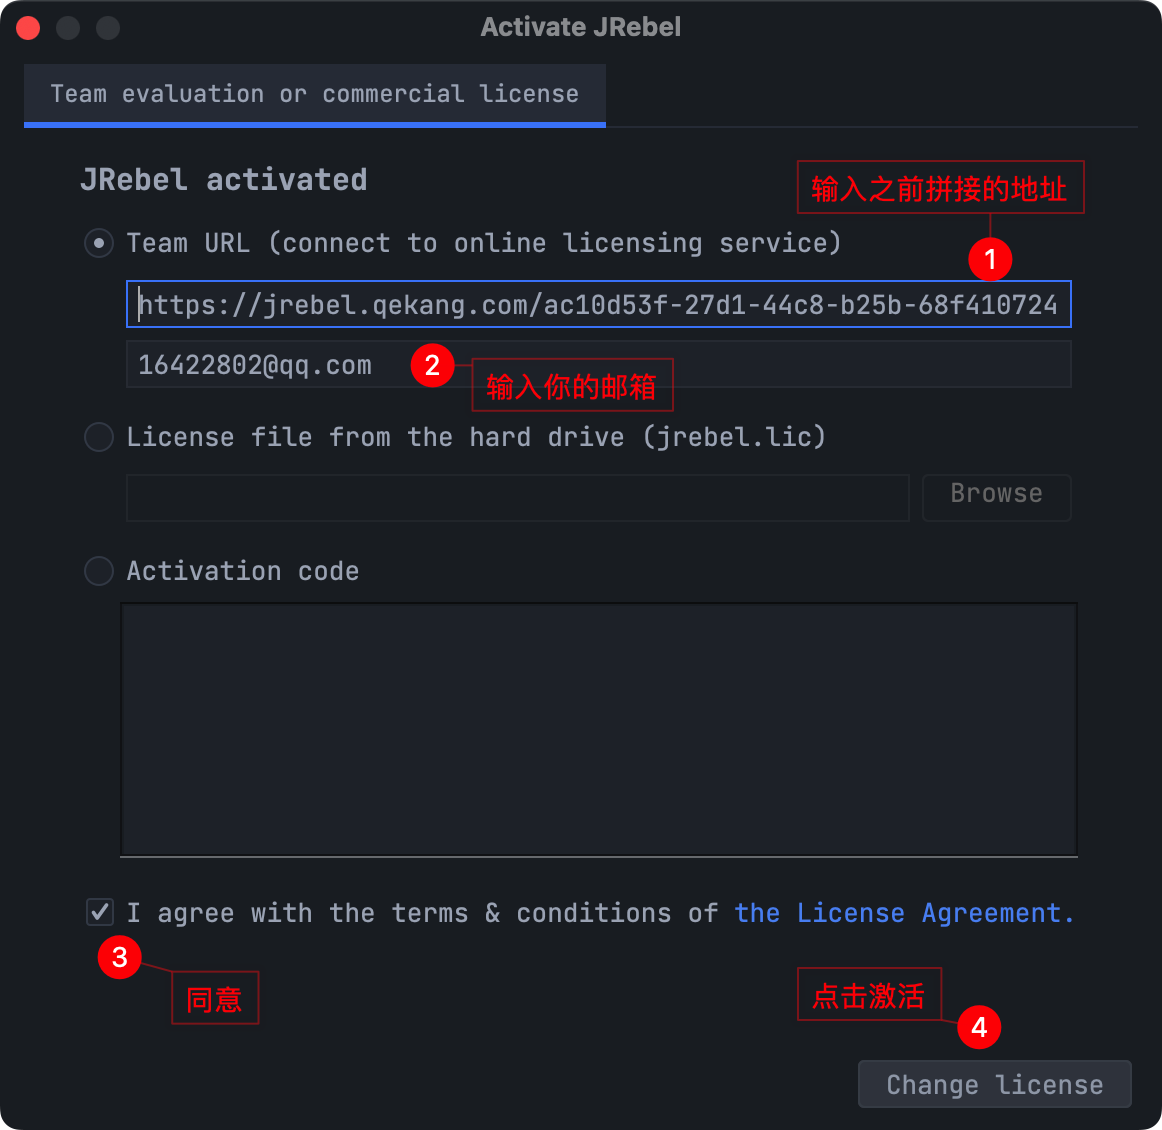 Activate JRebel
Team evaluation or commercial license
JRebel activated
输入之前拼接的地址
Team URL (connect to online licensing service)
1
https://jrebel.qekang.com/ac10d53f-27d1-44c8-b25b-68f410724
16422802@qq.com
2
输入你的邮箱
License file from the hard drive (jrebel.lic)
Browse
Activation code
I agree with the terms & conditions of the License Agreement.
3
同意
点击激活
4
Change license